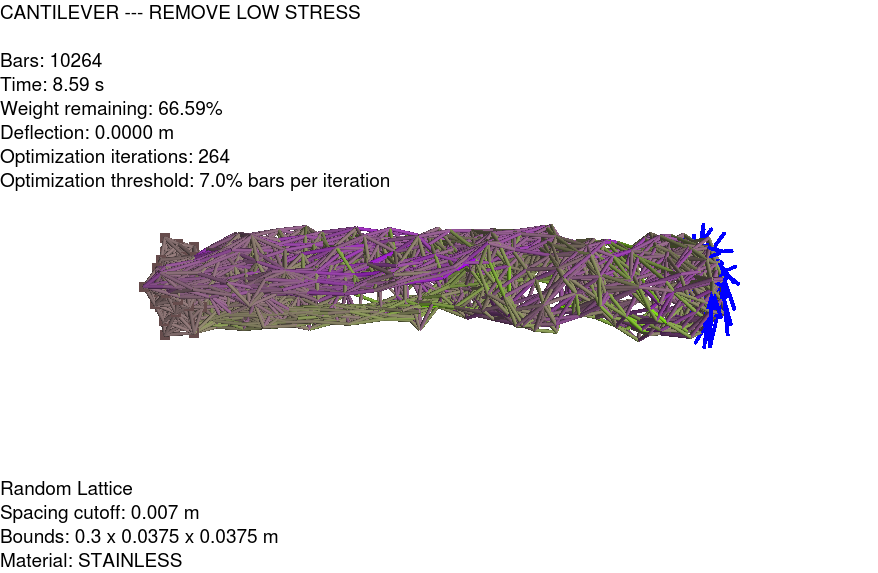 CANTILEVER --- REMOVE LOW STRESS
Bars: 10264
Time: 8.59 s
Weight remaining: 66.59%
Deflection: 0.0000 m
Optimization iterations: 264
Optimization threshold: 7.0% bars per iteration
Random Lattice
Spacing cutoff: 0.007 m
Bounds: 0.3 x 0.0375 x 0.0375 m
Material: STAINLESS